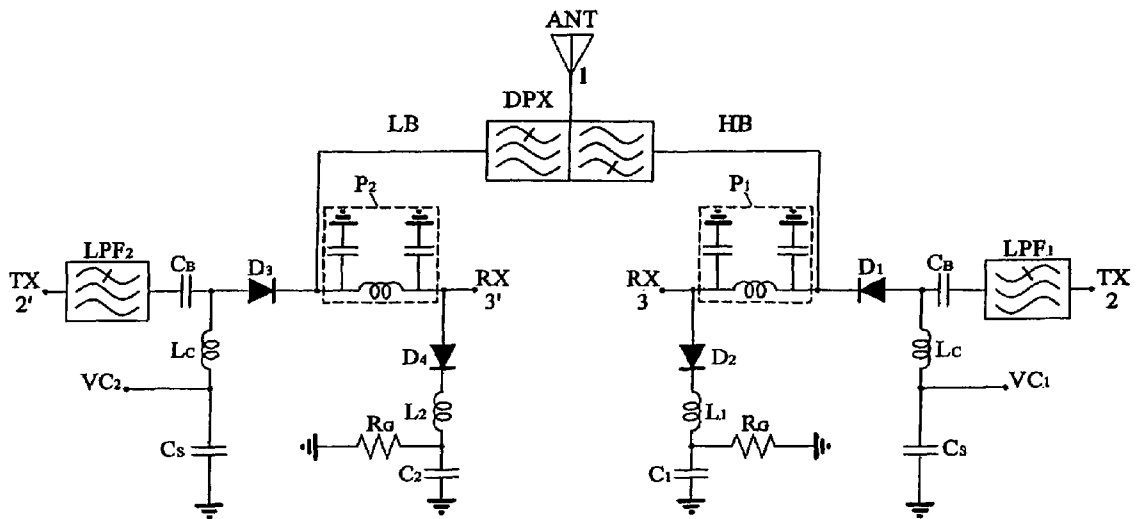 ANT
1
DPX
LB
HB
P2
P1
LPF2
CB
D3
RX
3'
RX
3
D1
CB
LPF1
TX
2'
TX
2
LC
D4
D2
LC
VC2
VC1
L2
L1
RG
RG
CS
C2
C1
CS